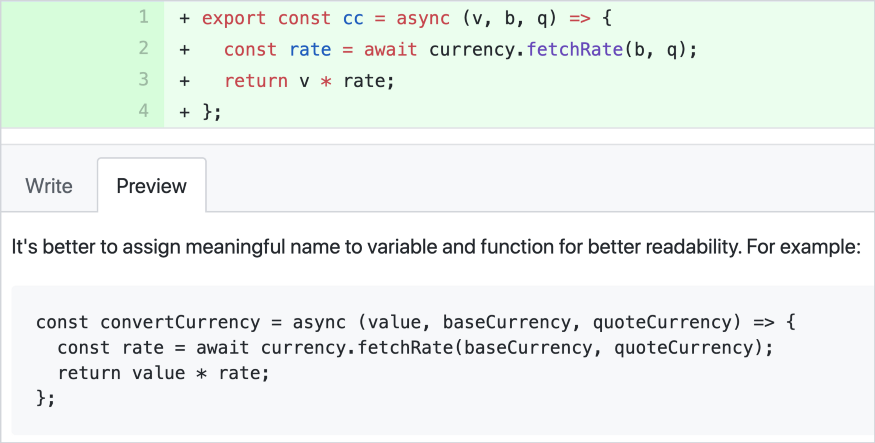 1 + export const cc = async (v, b, q) => {
2 +   const rate = await currency.fetchRate(b, q);
3 +   return v * rate;
4 + };
Write Preview
It's better to assign meaningful name to variable and function for better readability. For example:
const convertCurrency = async (value, baseCurrency, quoteCurrency) => {
  const rate = await currency.fetchRate(baseCurrency, quoteCurrency);
  return value * rate;
};